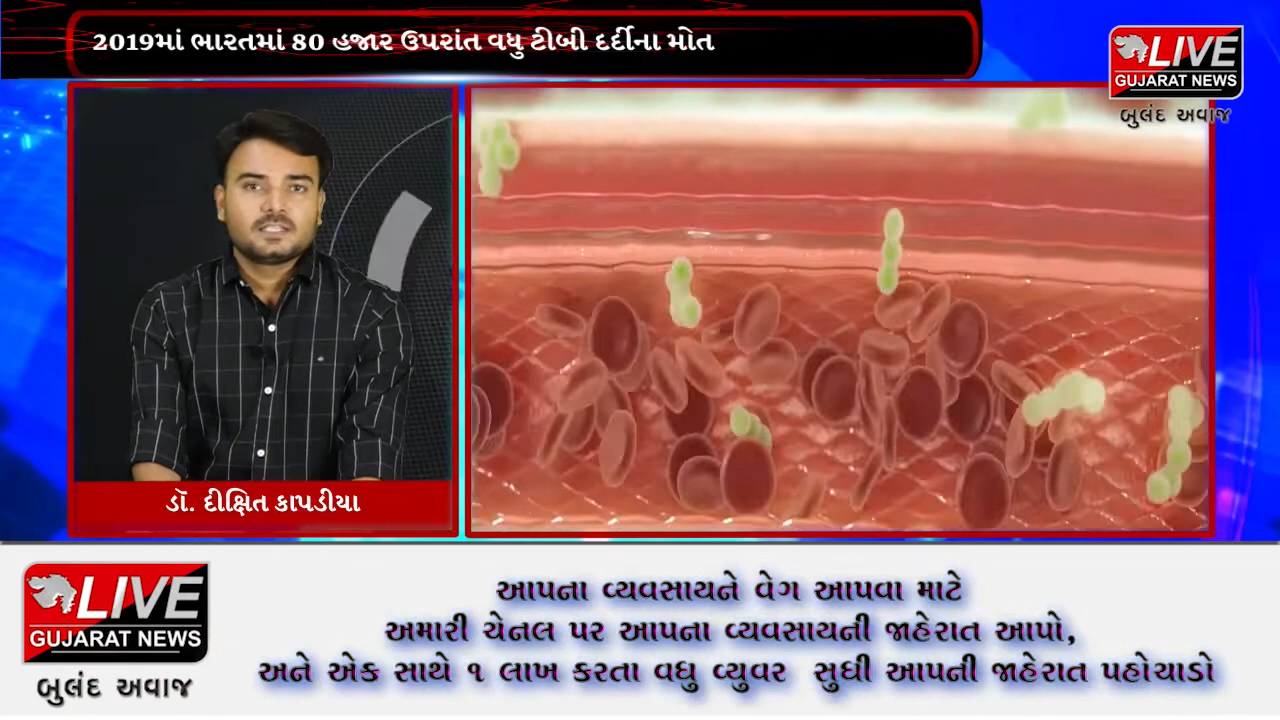 2019માં ભારતમાં 80 હજાર ઉપરાંત વધુ ટીબી દર્દીના મોત
LIVE
GUJARAT NEWS
બુલંદ અવાજ
ડૉ. દીક્ષિત કાપડીયા
LIVE
GUJARAT NEWS
બુલંદ અવાજ
આપના વ્યવસાયને વેગ આપવા માટે
અમારી ચેનલ પર આપના વ્યવસાયની જાહેરાત આપો,
અને એક સાથે ૧ લાખ કરતા વધુ વ્યુવર સુધી આપની જાહેરાત પહોચાડો